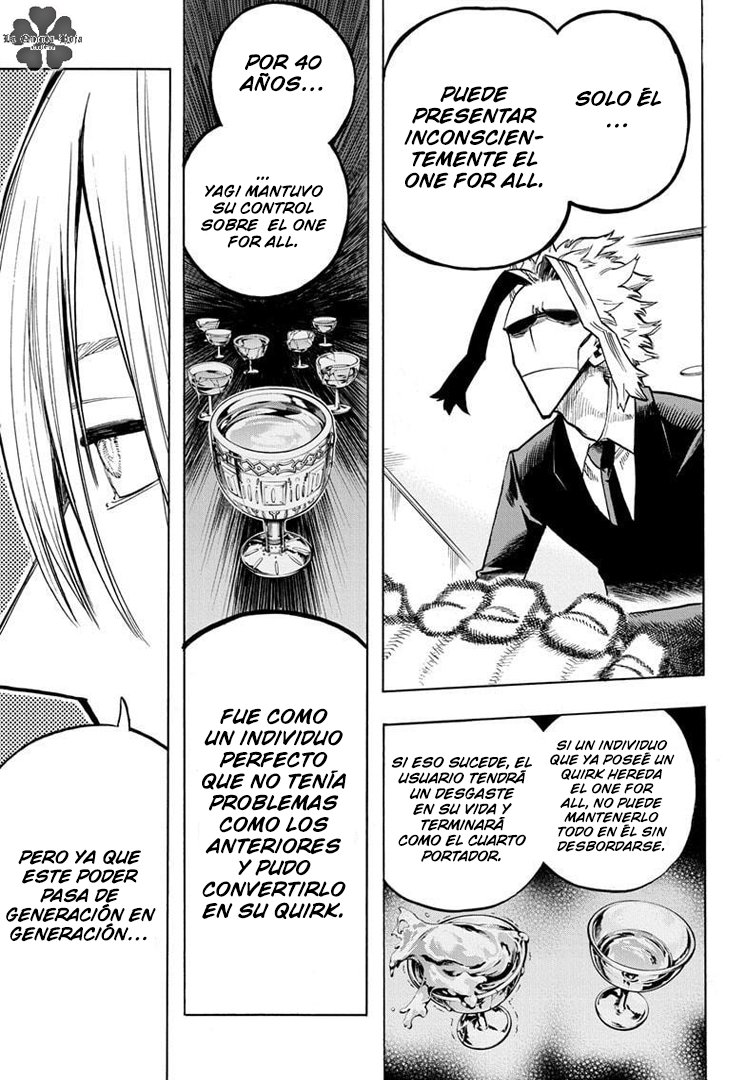 SOLO ÉL
...
PUEDE
PRESENTAR
INCONSCIEN-
TEMENTE EL
ONE FOR ALL.
SI UN INDIVIDUO
QUE YA POSEÉ UN
QUIRK HEREDA
EL ONE FOR
ALL, NO PUEDE
MANTENERLO
TODO EN ÉL SIN
DESBORDARSE.
SI ESO SUCEDE, EL
USUARIO TENDRÁ
UN DESGASTE
EN SU VIDA Y
TERMINARÁ
COMO EL CUARTO
PORTADOR.
POR 40
AÑOS...
...
YAGI MANTUVO
SU CONTROL
SOBRE EL ONE
FOR ALL.
FUE COMO
UN INDIVIDUO
PERFECTO
QUE NO TENÍA
PROBLEMAS
COMO LOS
ANTERIORES
Y PUDO
CONVERTIRLO
EN SU QUIRK.
La Quinta Hoja
PERO YA QUE
ESTE PODER
PASA DE
GENERACIÓN EN
GENERACIÓN...